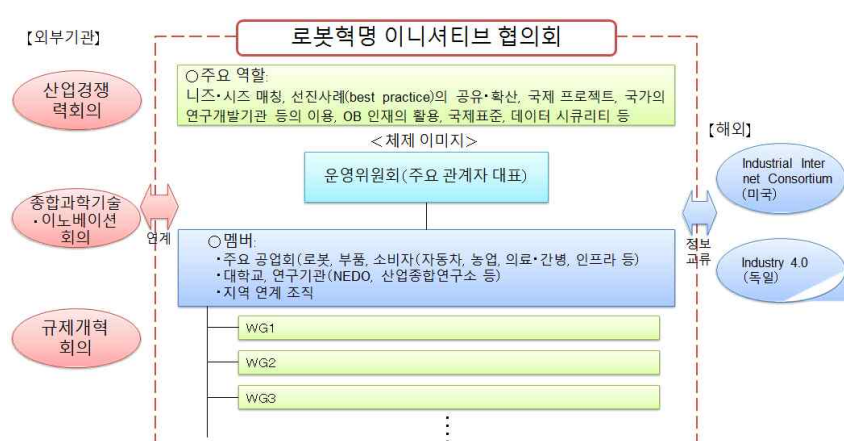 로봇혁명 이니셔티브 협의회
【외부기관】
산업경쟁
력회의
종합과학기술
·이노베이션
회의
규제개혁
회의
연계
○주요 역할:
니즈·시즈 매칭, 선진사례(best practice)의 공유·확산, 국제 프로젝트, 국가의
연구개발기관 등의 이용, OB 인재의 활용, 국제표준, 데이터 시큐리티 등
<체제 이미지>
운영위원회(주요 관계자 대표)
○멤버:
·주요 공업회(로봇, 부품, 소비자(자동차, 농업, 의료·간병, 인프라 등)
·대학교, 연구기관(NEDO, 산업종합연구소 등)
·지역 연계 조직
WG1
WG2
WG3
⋮
【해외】
Industrial Inter
net Consortium
(미국)
정보
교류
Industry 4.0
(독일)